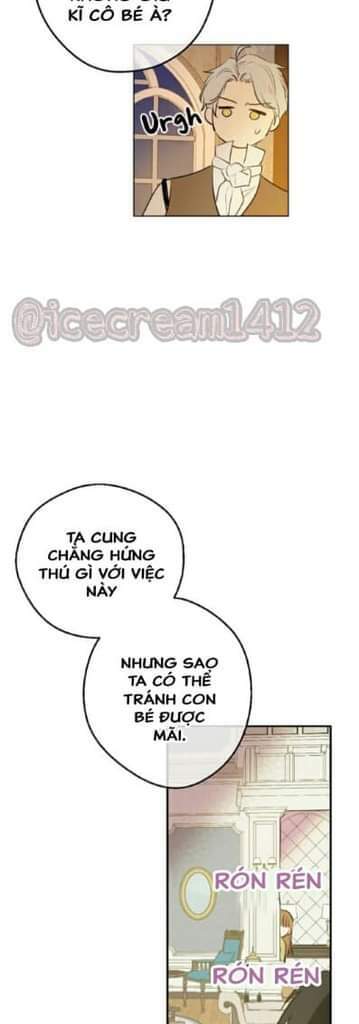 KĨ CÔ BÉ À?
Urgh
@icecream1412
TA CUNG
CHẲNG HỨNG
THÚ GÌ VỚI VIỆC
NÀY
NHƯNG SAO
TA CÓ THỂ
TRÁNH CON
BÉ ĐƯỢC
MÃI.
RÓN RÉN
RÓN RÉN